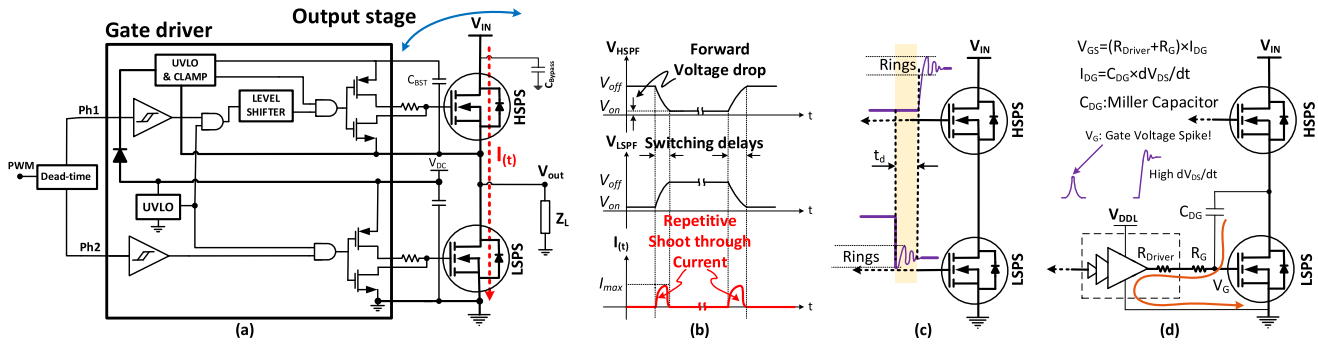 Output stage
Gate driver
V_IN
UVLO
& CLAMP
C_BST
C_Bypass
HSPS
Ph1
LEVEL
SHIFTER
I_(t)
PWM
Dead-time
V_DC
V_out
UVLO
Z_L
Ph2
LSPS
(a)
V_HSPF
Forward
Voltage drop
V_off
V_on
t
V_LSPF
Switching delays
V_off
V_on
t
I_(t)
Repetitive
Shoot through
Current
I_max
t
(b)
V_IN
Rings
HSPS
t_d
Rings
LSPS
(c)
V_GS=(R_Driver+R_G)×I_DG
I_DG=C_DG×dV_DS/dt
C_DG:Miller Capacitor
V_IN
HSPS
V_G: Gate Voltage Spike!
High dV_DS/dt
C_DG
V_DDL
R_Driver
R_G
V_G
LSPS
(d)